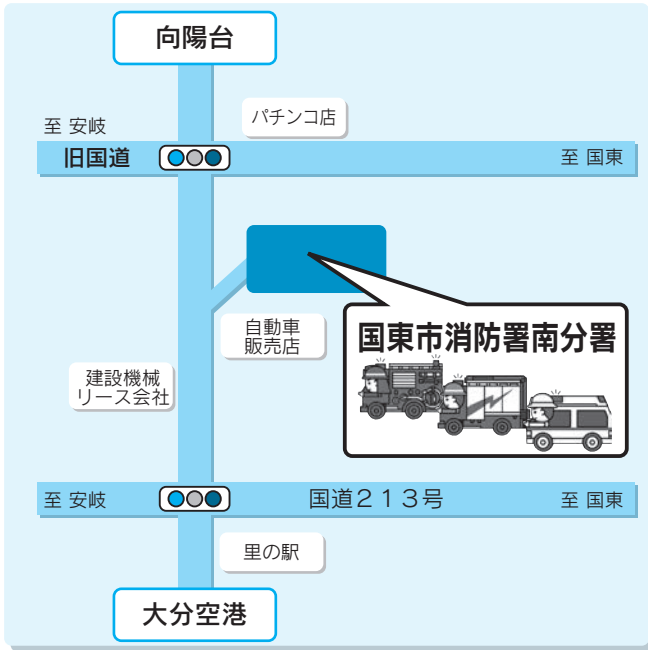 向陽台
パチンコ店
至 安岐
旧国道
至 国東
国東市消防署南分署
自動車
販売店
建設機械
リース会社
至 安岐
国道213号
至 国東
里の駅
大分空港